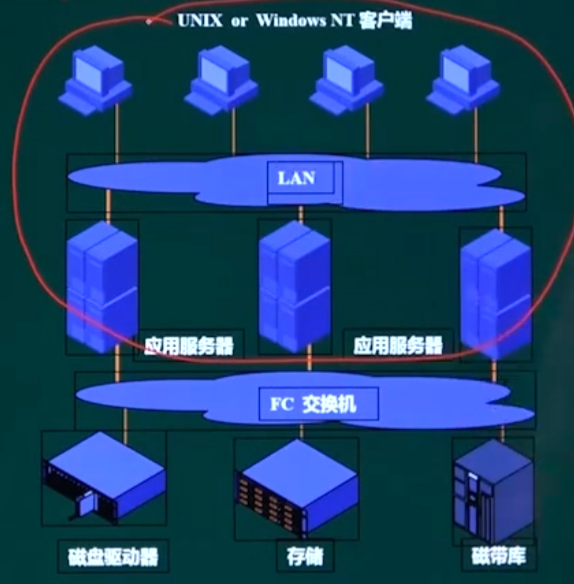 UNIX or Windows NT 客户端
LAN
应用服务器
应用服务器
FC 交换机
磁盘驱动器
存储
磁带库